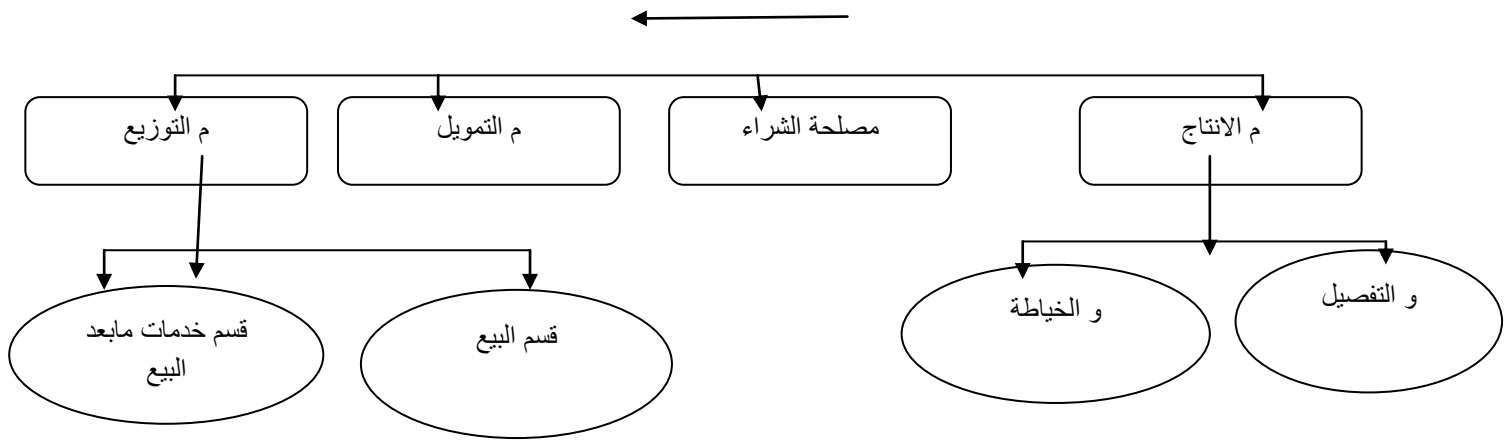 م الانتاج
مصلحة الشراء
م التمويل
م التوزيع
و التفصيل
و الخياطة
قسم البيع
قسم خدمات مابعد
البيع